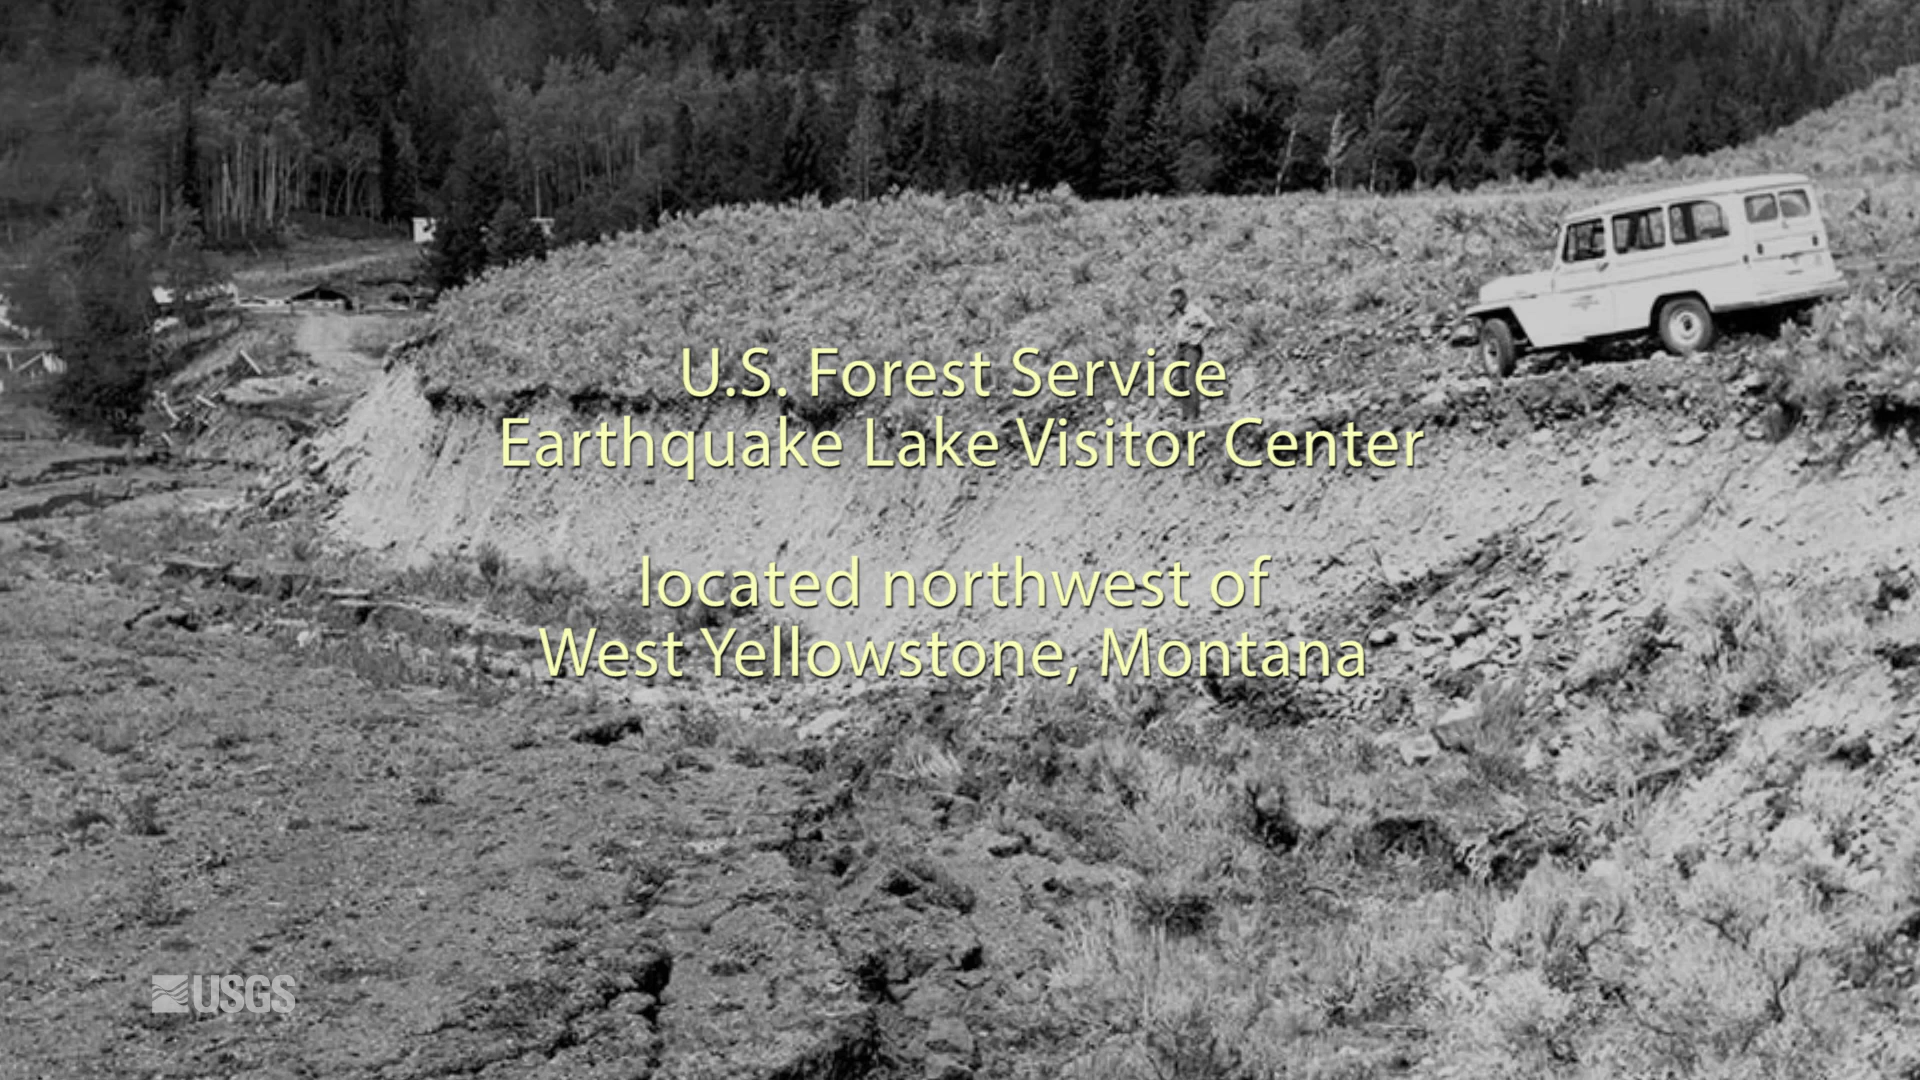 U.S. Forest Service
Earthquake Lake Visitor Center
located northwest of
West Yellowstone, Montana
USGS